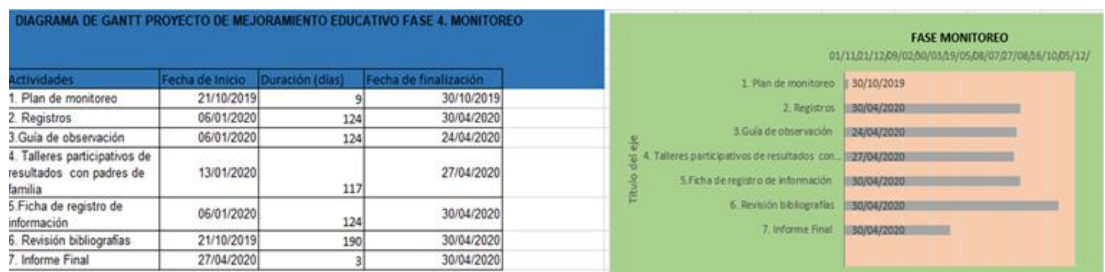 DIAGRAMA DE GANTT PROYECTO DE MEJORAMIENTO EDUCATIVO FASE 4. MONITOREO
Actividades Fecha de Inicio Duración (días) Fecha de finalización
1. Plan de monitoreo 21/10/2019 9 30/10/2019
2. Registros 06/01/2020 124 30/04/2020
3.Guía de observación 06/01/2020 124 24/04/2020
4. Talleres participativos de
resultados con padres de
familia 13/01/2020 117 27/04/2020
5.Ficha de registro de
información 06/01/2020 124 30/04/2020
6. Revisión bibliografias 21/10/2019 190 30/04/2020
7. Informe Final 27/04/2020 3 30/04/2020
FASE MONITOREO
Título del eje
1. Plan de monitoreo 30/10/2019
2. Registros 30/04/2020
3.Guía de observación 24/04/2020
4. Talleres participativos de resultados con... 27/04/2020
5.Ficha de registro de información 30/04/2020
6. Revisión bibliografías 30/04/2020
7. Informe Final 30/04/2020